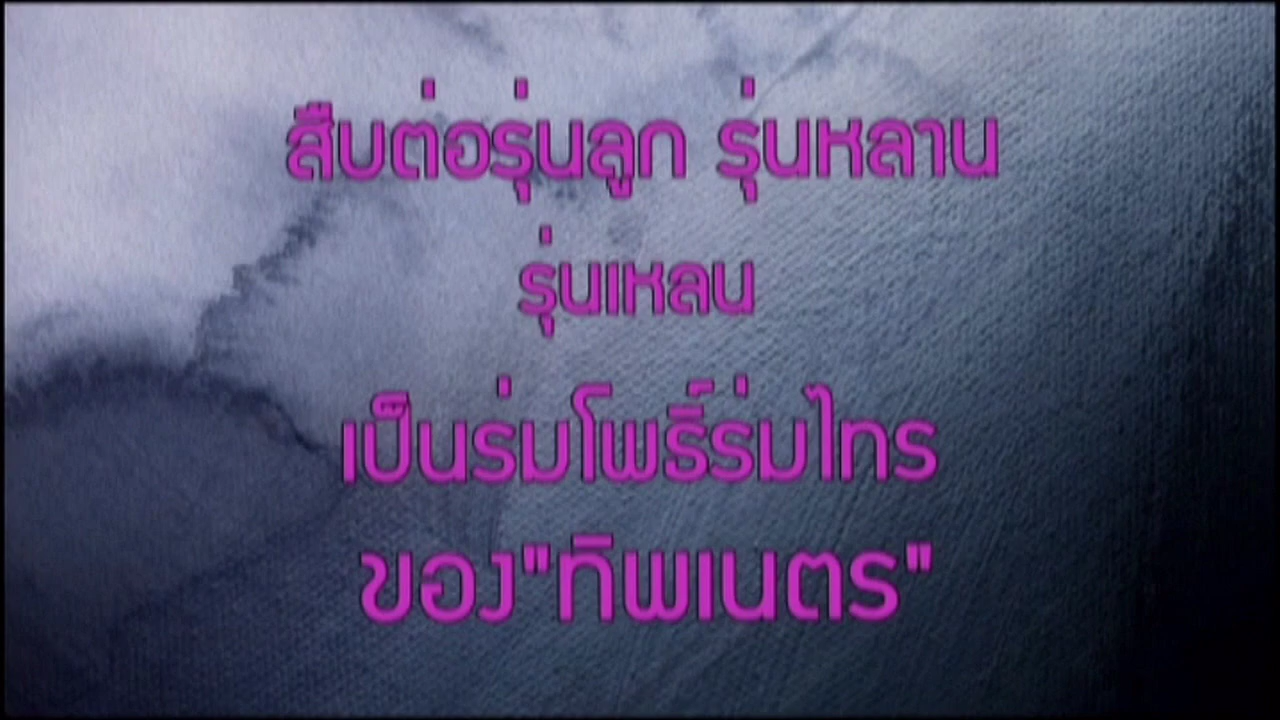 สืบต่อรุ่นลูก รุ่นหลาน
รุ่นเหลน
เป็นร่มโพธิ์ร่มไทร
ของ"ทิพเนตร"